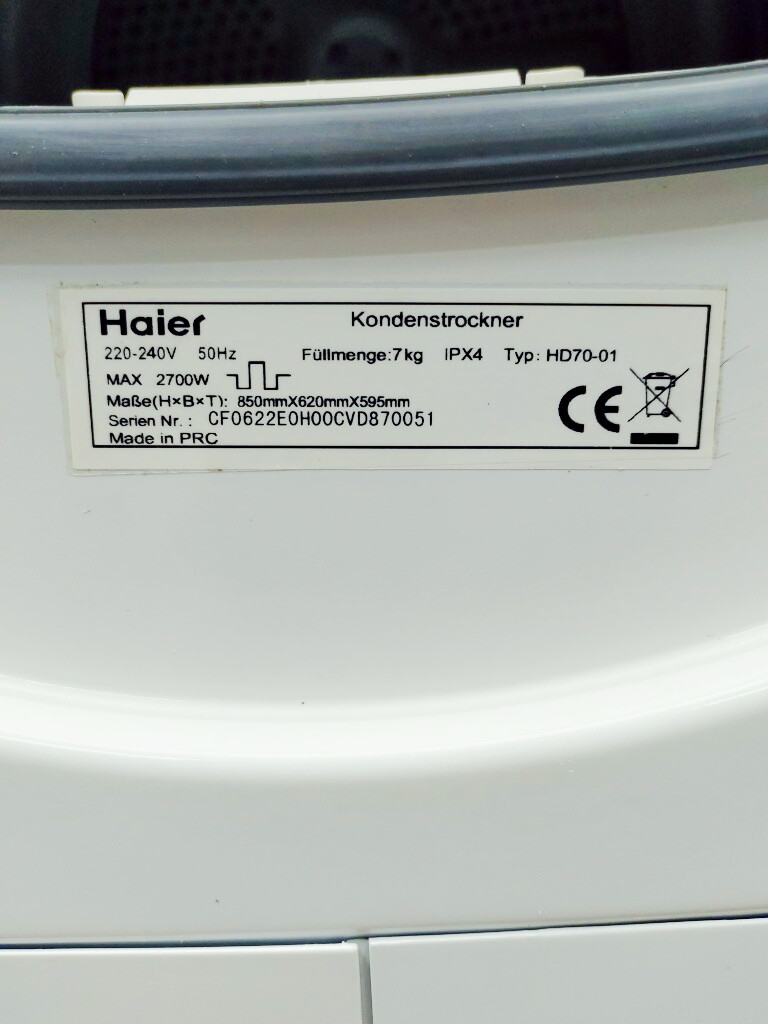 Haier Kondenstrockner
220-240V 50Hz Füllmenge:7kg IPX4 Typ: HD70-01
MAX 2700W
Maße(H×B×T): 850mmX620mmX595mm
Serien Nr. : CF0622E0H00CVD870051
Made in PRC
CE